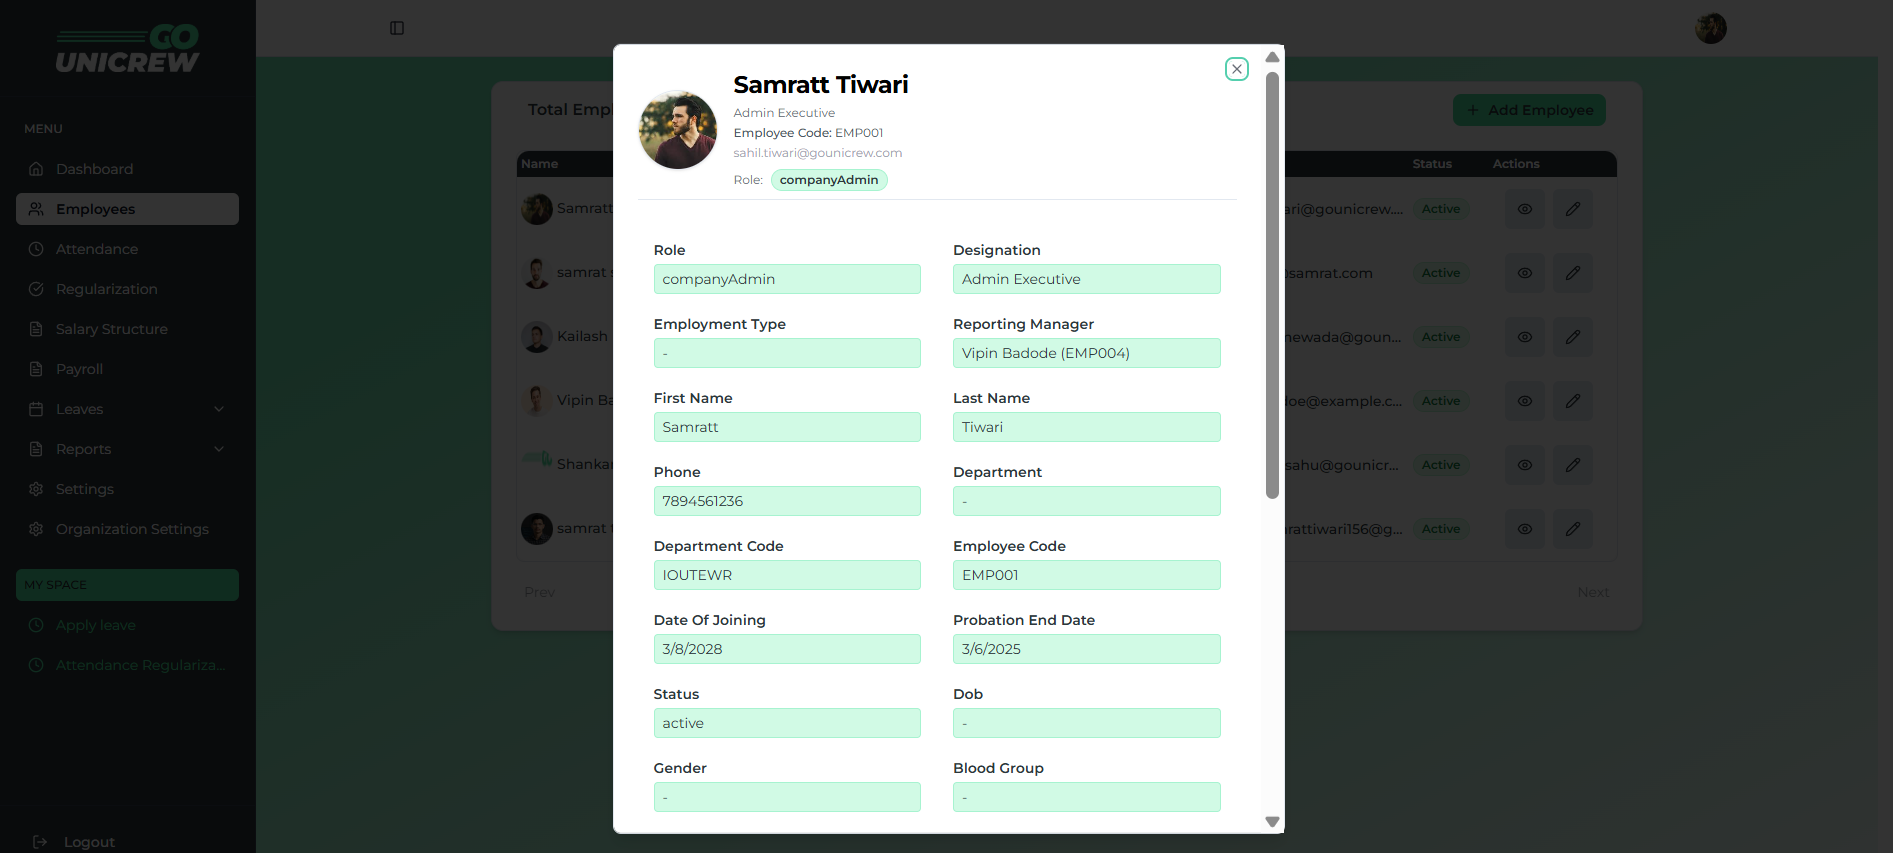 GO
UNICREW
MENU
Dashboard
Employees
Attendance
Regularization
Salary Structure
Payroll
Leaves
Reports
Settings
Organization Settings
MY SPACE
Apply leave
Attendance Regulariza...
Logout
Total Empl
+ Add Employee
Name
Status
Actions
Samratt
ari@gounicrew....
Active
samrat s
@samrat.com
Active
Kailash
newada@goun...
Active
Vipin Ba
doe@example.c...
Active
Shankar
sahu@gounicr...
Active
samrat t
arattiwari156@g...
Active
Prev
Next
Samratt Tiwari
Admin Executive
Employee Code: EMP001
sahil.tiwari@gounicrew.com
Role: companyAdmin
Role
companyAdmin
Designation
Admin Executive
Employment Type
-
Reporting Manager
Vipin Badode (EMP004)
First Name
Samratt
Last Name
Tiwari
Phone
7894561236
Department
-
Department Code
IOUTEWR
Employee Code
EMP001
Date Of Joining
3/8/2028
Probation End Date
3/6/2025
Status
active
Dob
-
Gender
-
Blood Group
-